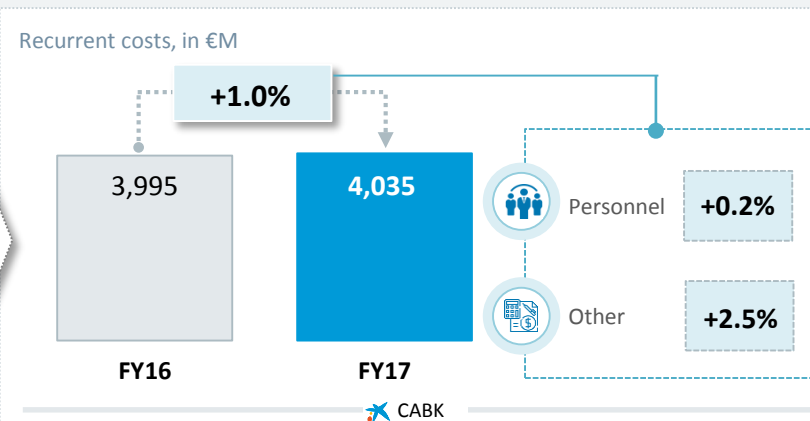 Recurrent costs, in €M
+1.0%
3,995
4,035
Personnel
+0.2%
Other
+2.5%
FY16
FY17
CABK